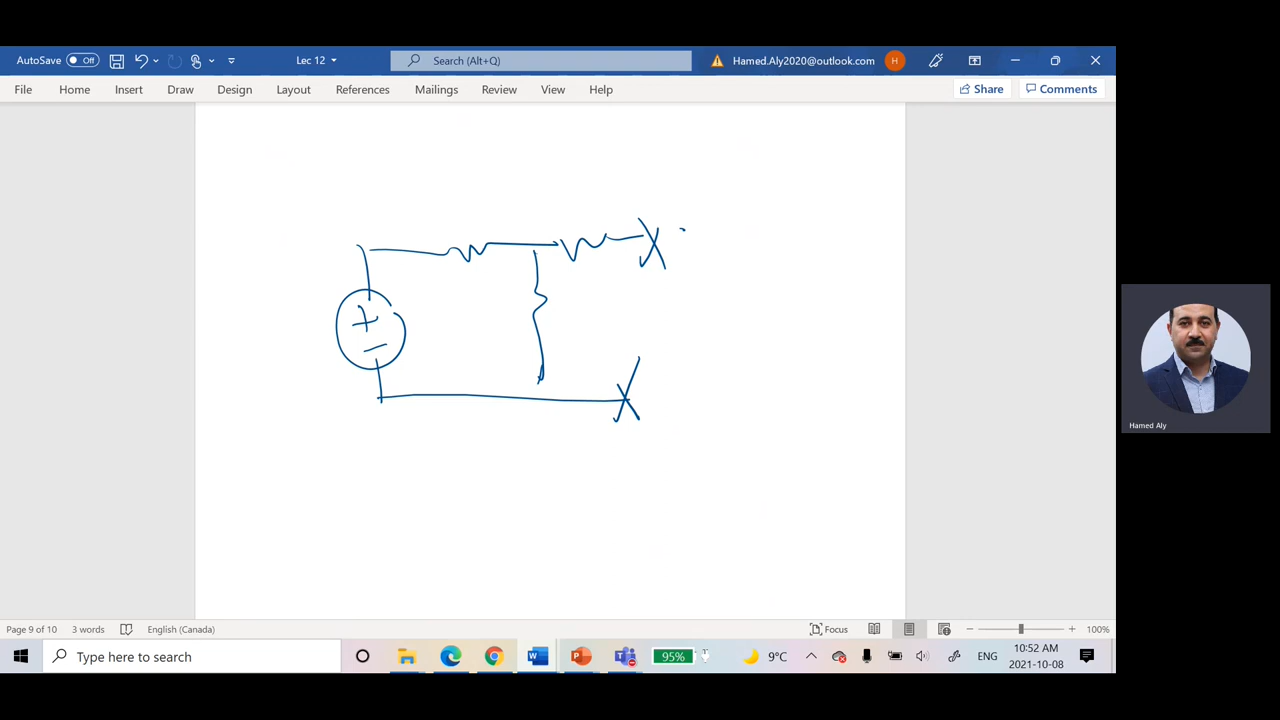 AutoSave Off Lec 12 Search (Alt+Q) Hamed.Aly2020@outlook.com H
File Home Insert Draw Design Layout References Mailings Review View Help Share Comments
+
−
X
X
Hamed Aly
Page 9 of 10 3 words English (Canada) Focus 100%
Type here to search 95% 9°C ENG 10:52 AM
2021-10-08